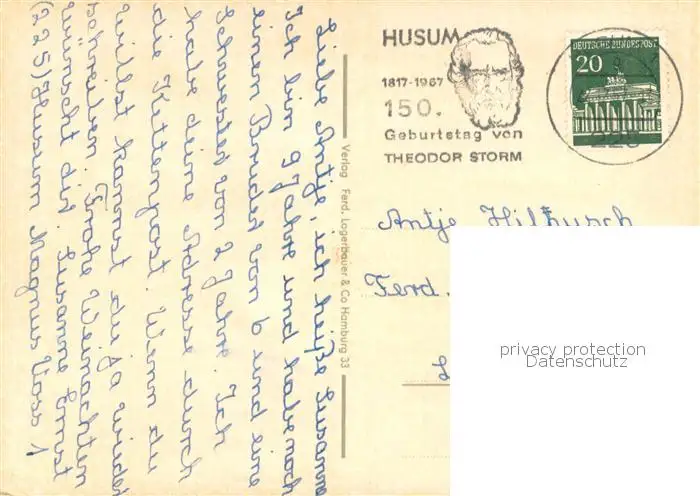 Liebe Antje, ich heiße Susanne
Ich bin 9 Jahre und habe noch
einen Bruder von 6 und eine
Schwester von 2 Jahre. Ich
habe deine Adresse durch
die Kettenpost. Wenn du
willst kannst du ja wieder
schreiben. Frohe Weinachten
wünscht dir. Susanne Ernst
(225) Husum Magnus Voss 1
Verlag Ferd. Lagerbauer & Co Hamburg 33
HUSUM
1817-1967
150.
Geburtstag von
THEODOR STORM
DEUTSCHE BUNDESPOST
20
Antje Hilbusch
Ferd.
privacy protection
Datenschutz